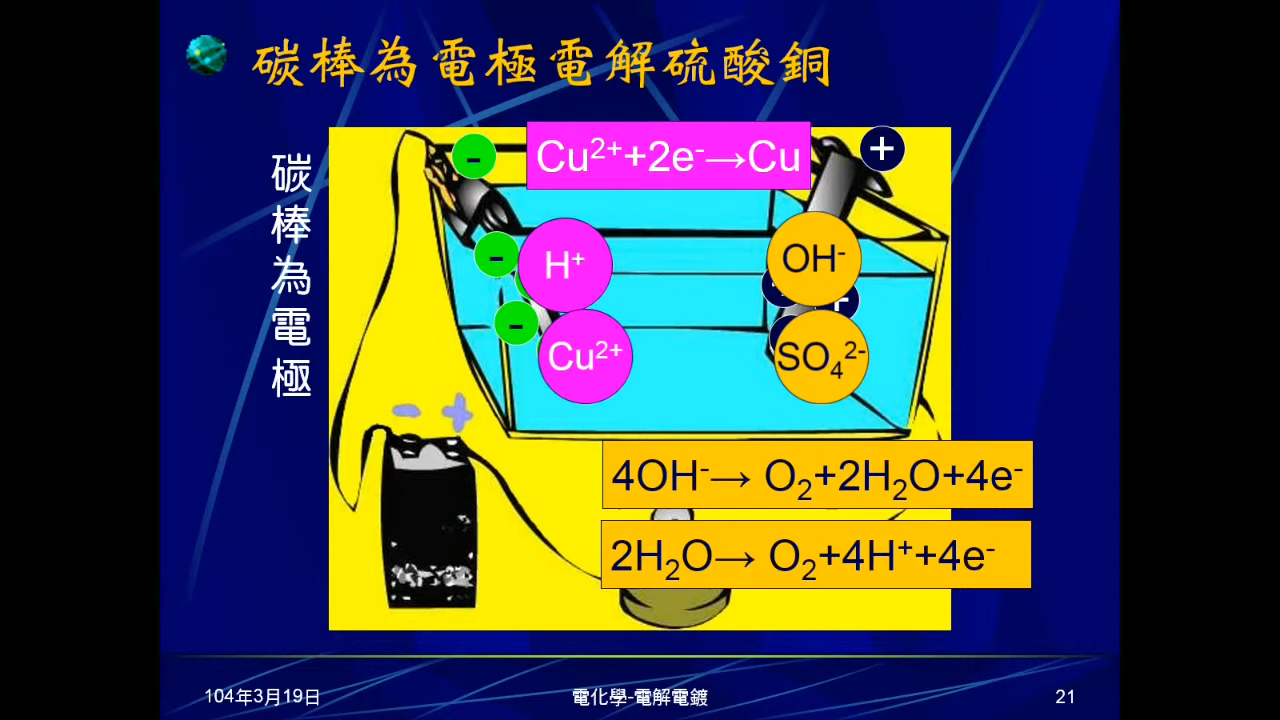 碳棒為電極電解硫酸銅
碳棒為電極
-
Cu²⁺+2e⁻→Cu
+
-
H⁺
OH⁻
+
-
Cu²⁺
SO₄²⁻
- +
4OH⁻→ O₂+2H₂O+4e⁻
2H₂O→ O₂+4H⁺+4e⁻
104年3月19日
電化學-電解電鍍
21